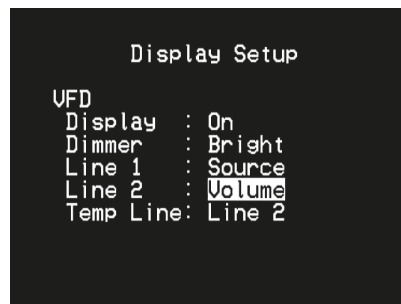 Display Setup
VFD
Display : On
Dimmer : Bright
Line 1 : Source
Line 2 : Volume
Temp Line: Line 2